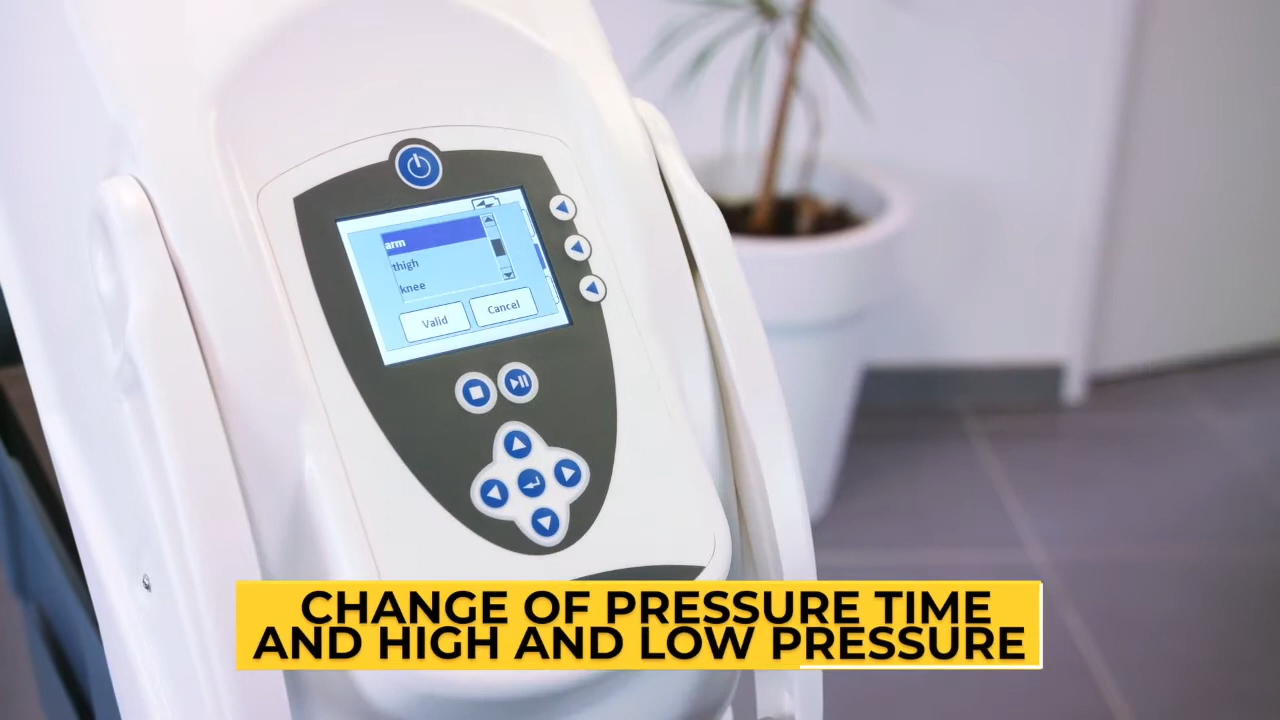 arm
thigh
knee
Valid
Cancel
CHANGE OF PRESSURE TIME
AND HIGH AND LOW PRESSURE